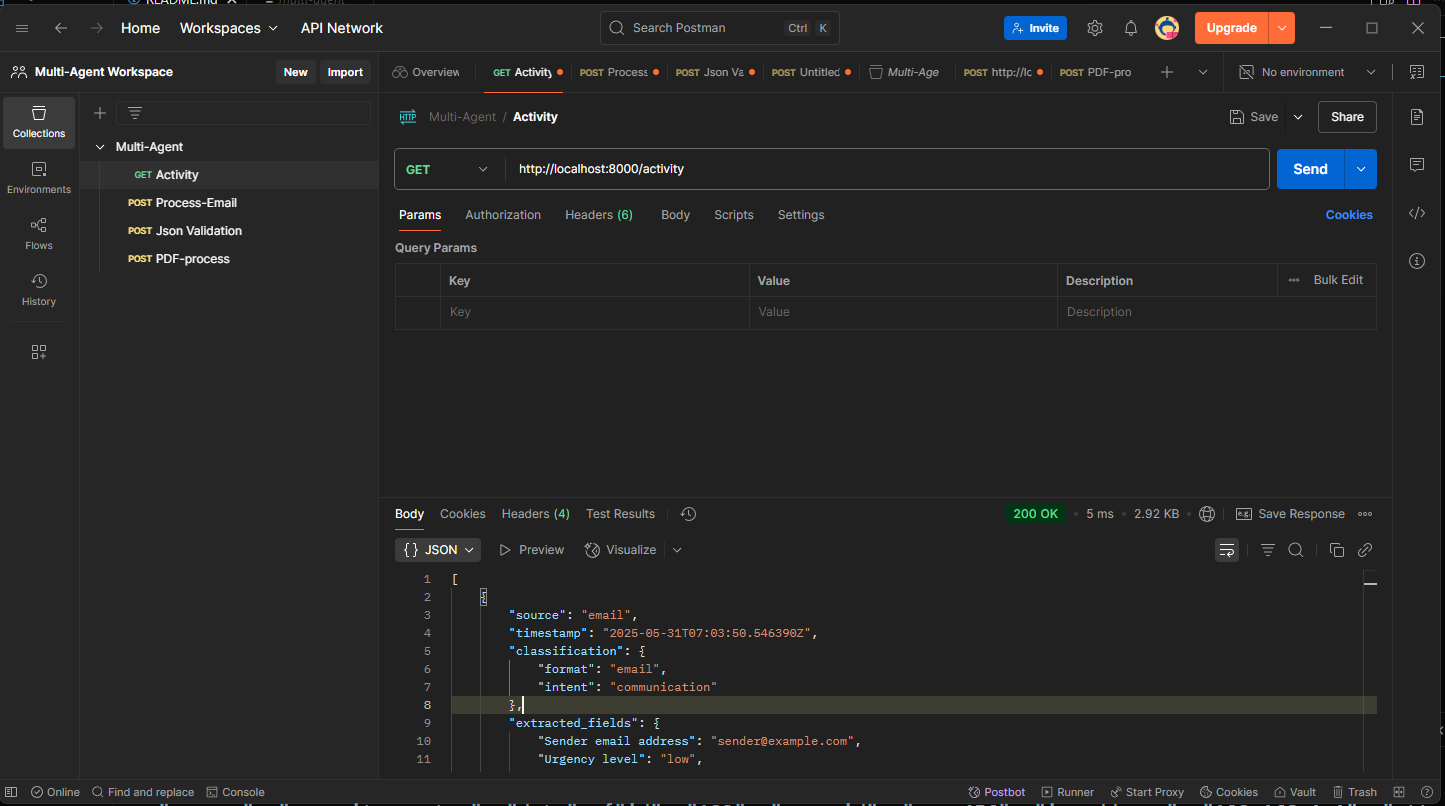 Home Workspaces API Network Search Postman Ctrl K Invite Upgrade
Multi-Agent Workspace New Import
Overview GET Activity POST Process POST Json Va POST Untitled Multi-Age POST http://lo POST PDF-pro No environment
Collections
Environments
Flows
History
Multi-Agent
GET Activity
POST Process-Email
POST Json Validation
POST PDF-process
HTTP Multi-Agent / Activity Save Share
GET http://localhost:8000/activity Send
Params Authorization Headers (6) Body Scripts Settings Cookies
Query Params
Key Value Description Bulk Edit
Key Value Description
Body Cookies Headers (4) Test Results 200 OK 5 ms 2.92 KB e.g. Save Response
{} JSON Preview Visualize
1 [
2 {
3 "source": "email",
4 "timestamp": "2025-05-31T07:03:50.546390Z",
5 "classification": {
6 "format": "email",
7 "intent": "communication"
8 },
9 "extracted_fields": {
10 "Sender email address": "sender@example.com",
11 "Urgency level": "low",
Online Find and replace Console Postbot Runner Start Proxy Cookies Vault Trash